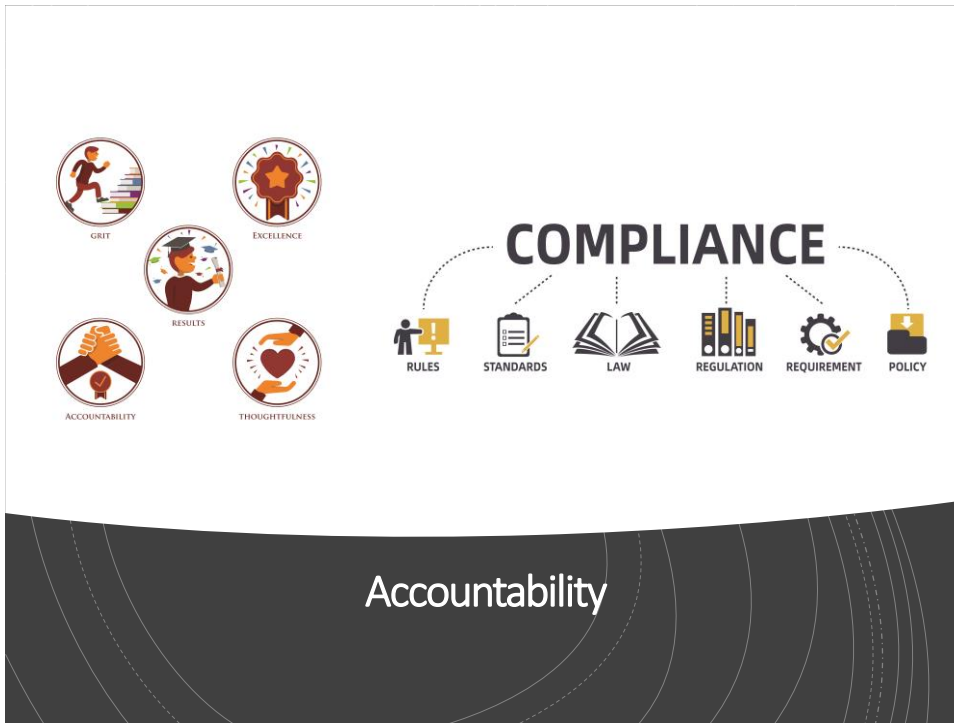 GRIT
EXCELLENCE
RESULTS
ACCOUNTABILITY
THOUGHTFULNESS
COMPLIANCE
!
RULES
STANDARDS
LAW
REGULATION
REQUIREMENT
POLICY
Accountability